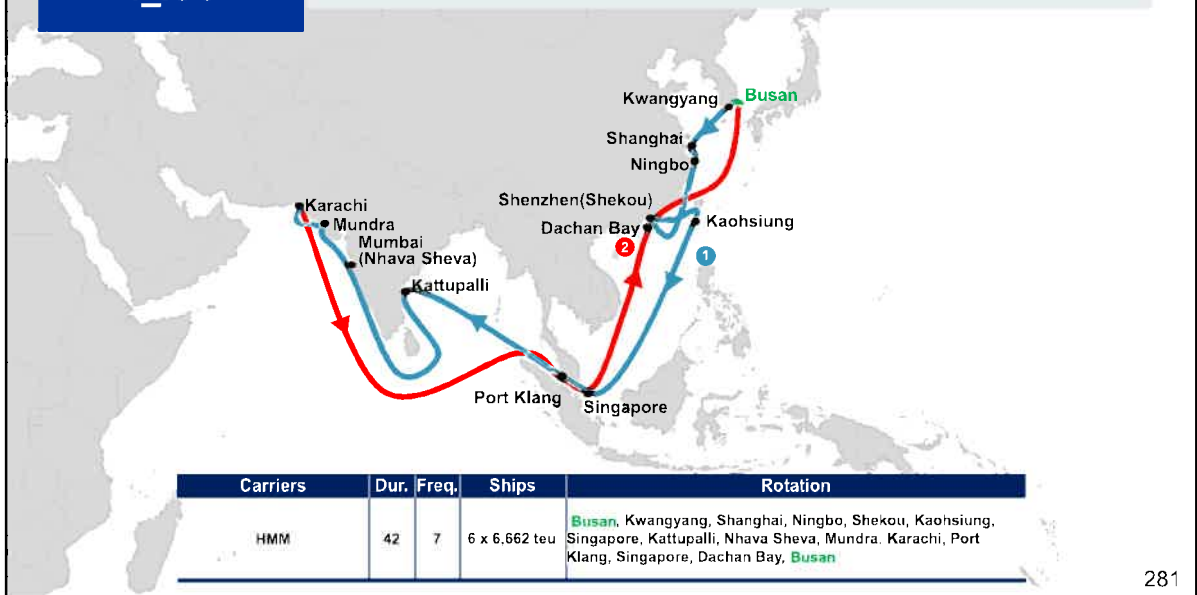 Kwangyang
Busan
Shanghai
Ningbo
Shenzhen(Shekou)
Dachan Bay
Kaohsiung
2
1
Karachi
Mundra
Mumbai
(Nhava Sheva)
Kattupalli
Port Klang
Singapore
Carriers Dur. Freq. Ships Rotation
HMM 42 7 6 x 6,662 teu
Busan, Kwangyang, Shanghai, Ningbo, Shekou, Kaohsiung,
Singapore, Kattupalli, Nhava Sheva, Mundra. Karachi, Port
Klang, Singapore, Dachan Bay, Busan
281